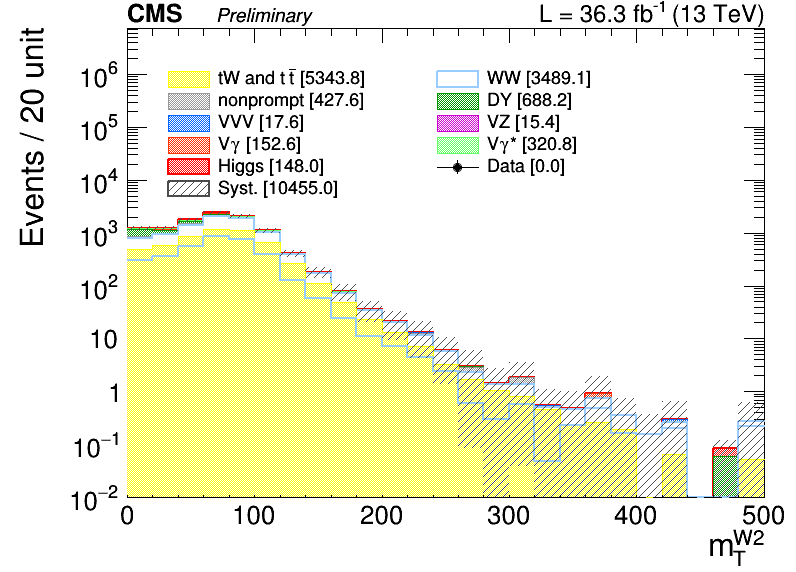 CMS Preliminary L = 36.3 fb⁻¹ (13 TeV)
Events / 20 unit
tW and tt̄ [5343.8]
WW [3489.1]
nonprompt [427.6]
DY [688.2]
VVV [17.6]
VZ [15.4]
Vγ [152.6]
Vγ* [320.8]
Higgs [148.0]
Data [0.0]
Syst. [10455.0]
10⁶
10⁵
10⁴
10³
10²
10
1
10⁻¹
10⁻²
0 100 200 300 400 500
m_T^W2